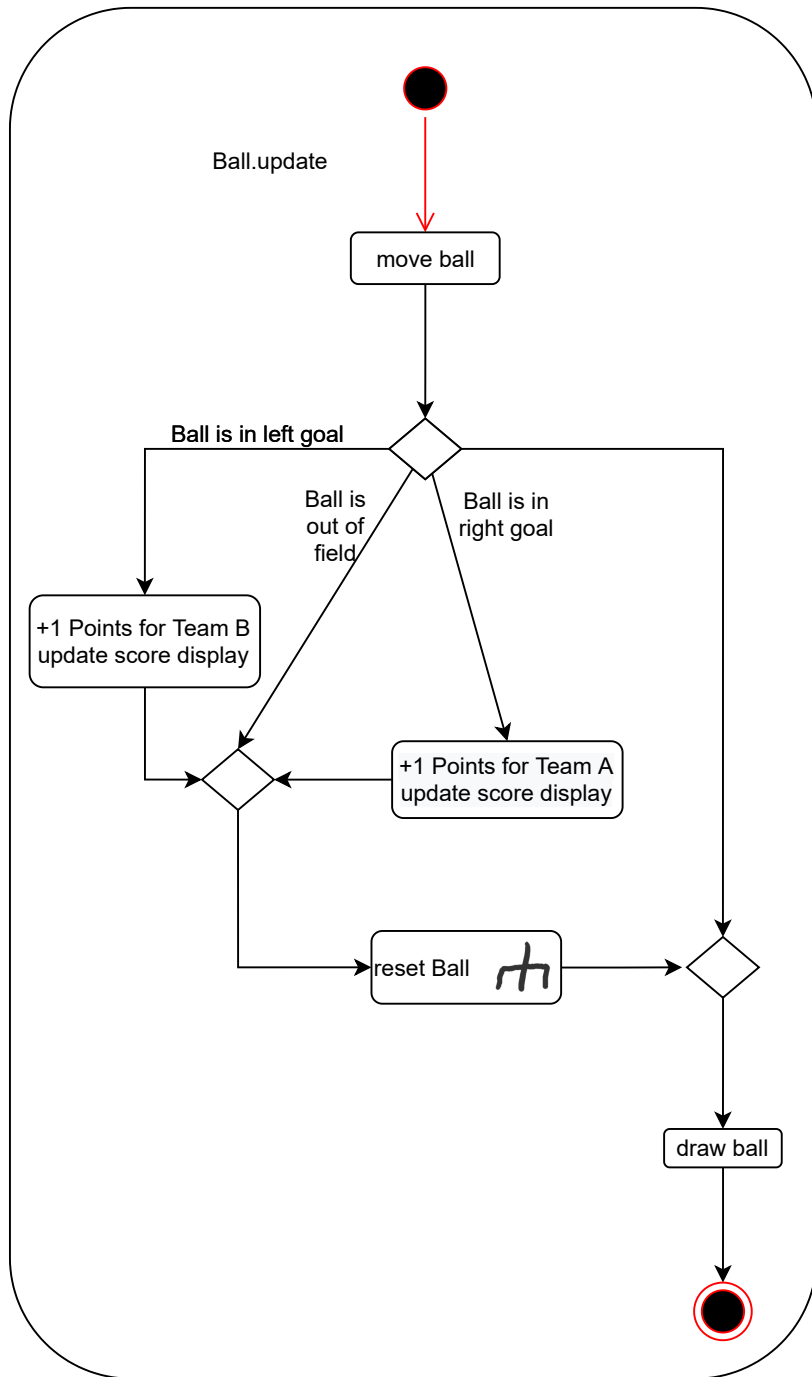 Ball.update
move ball
Ball is in left goal
Ball is
out of
field
Ball is in
right goal
+1 Points for Team B
update score display
+1 Points for Team A
update score display
reset Ball
draw ball